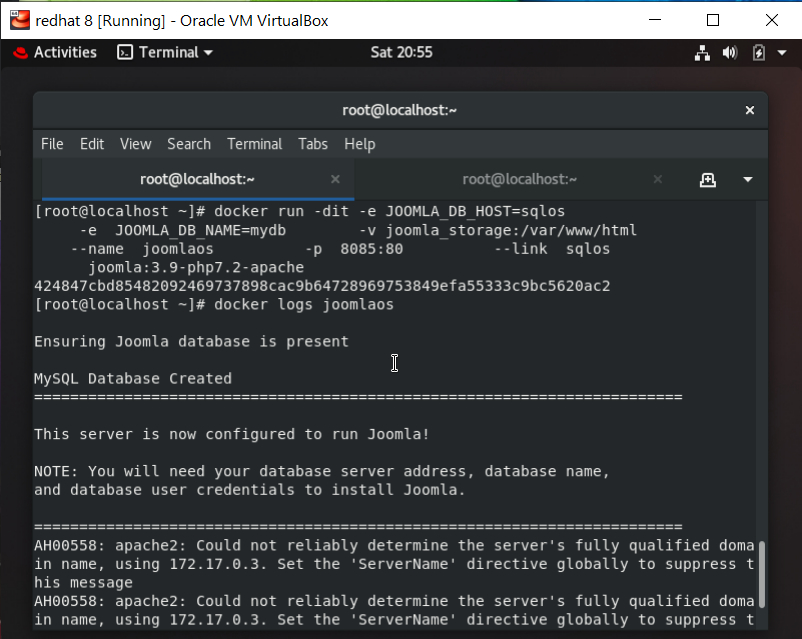 redhat 8 [Running] - Oracle VM VirtualBox
Activities Terminal Sat 20:55
root@localhost:~
File Edit View Search Terminal Tabs Help
root@localhost:~ root@localhost:~
[root@localhost ~]# docker run -dit -e JOOMLA_DB_HOST=sqlos
-e JOOMLA_DB_NAME=mydb -v joomla_storage:/var/www/html
--name joomlaos -p 8085:80 --link sqlos
joomla:3.9-php7.2-apache
424847cbd85482092469737898cac9b64728969753849efa55333c9bc5620ac2
[root@localhost ~]# docker logs joomlaos
Ensuring Joomla database is present
MySQL Database Created
========================================================================
This server is now configured to run Joomla!
NOTE: You will need your database server address, database name,
and database user credentials to install Joomla.
========================================================================
AH00558: apache2: Could not reliably determine the server's fully qualified doma
in name, using 172.17.0.3. Set the 'ServerName' directive globally to suppress t
his message
AH00558: apache2: Could not reliably determine the server's fully qualified doma
in name, using 172.17.0.3. Set the 'ServerName' directive globally to suppress t